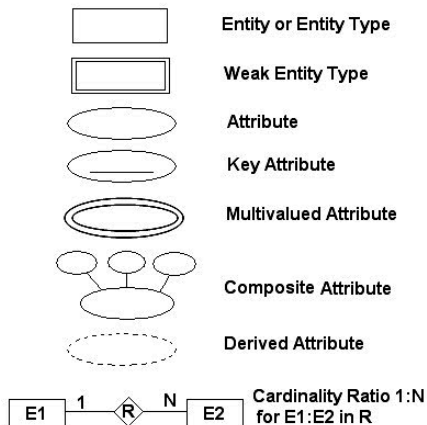 Entity or Entity Type
Weak Entity Type
Attribute
Key Attribute
Multivalued Attribute
Composite Attribute
Derived Attribute
E1 1 R N E2 Cardinality Ratio 1:N
for E1:E2 in R